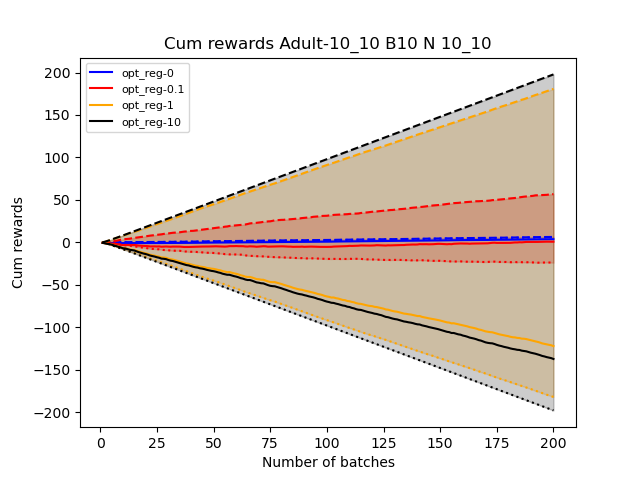 Cum rewards Adult-10_10 B10 N 10_10
opt_reg-0
opt_reg-0.1
opt_reg-1
opt_reg-10
Cum rewards
200
150
100
50
0
−50
−100
−150
−200
0 25 50 75 100 125 150 175 200
Number of batches